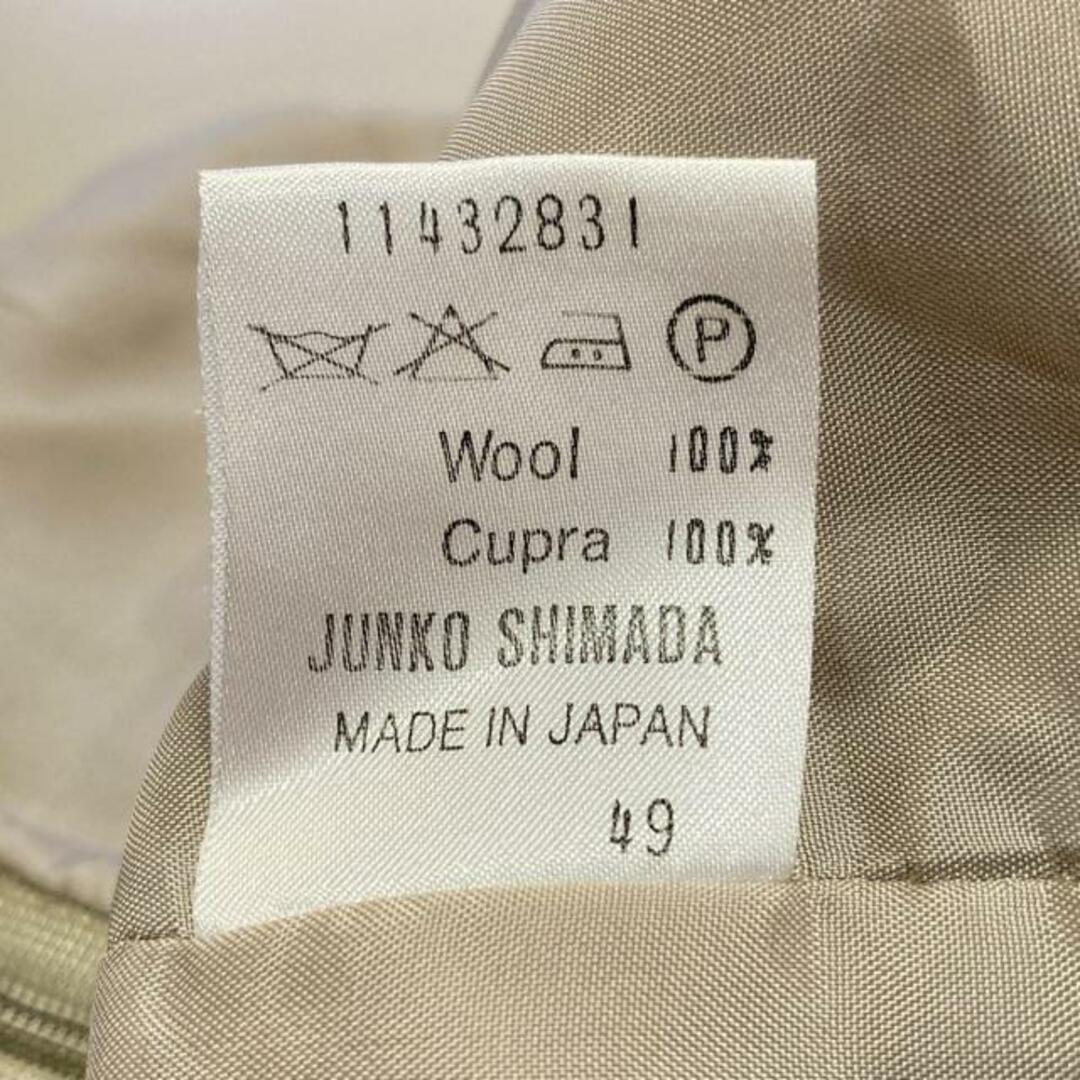 11432831
P
Wool 100%
Cupra 100%
JUNKO SHIMADA
MADE IN JAPAN
49